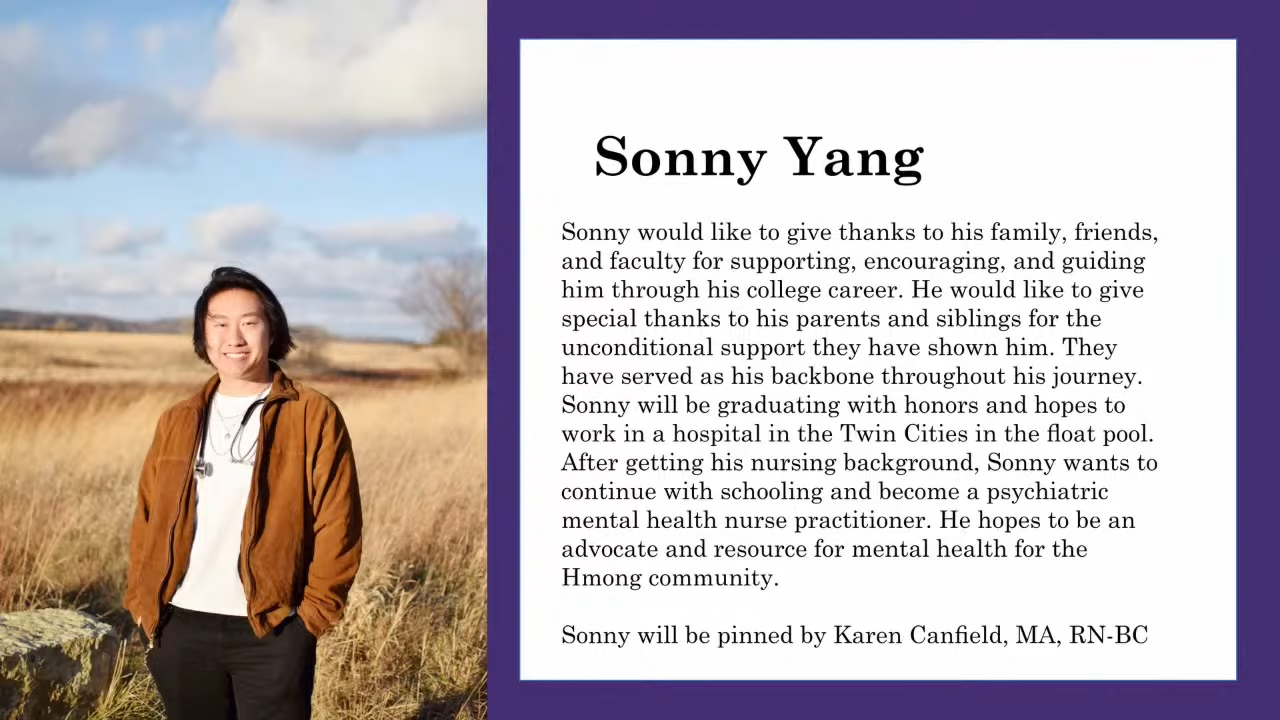 Sonny Yang
Sonny would like to give thanks to his family, friends,
and faculty for supporting, encouraging, and guiding
him through his college career. He would like to give
special thanks to his parents and siblings for the
unconditional support they have shown him. They
have served as his backbone throughout his journey.
Sonny will be graduating with honors and hopes to
work in a hospital in the Twin Cities in the float pool.
After getting his nursing background, Sonny wants to
continue with schooling and become a psychiatric
mental health nurse practitioner. He hopes to be an
advocate and resource for mental health for the
Hmong community.
Sonny will be pinned by Karen Canfield, MA, RN-BC